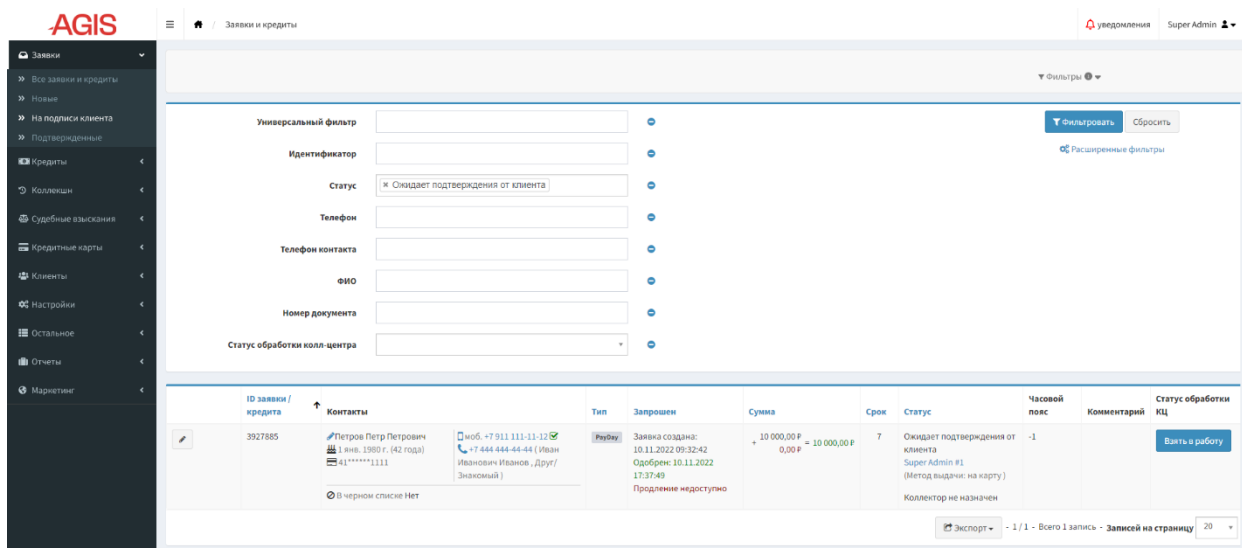 AGIS
Заявки и кредиты
уведомления
Super Admin
Заявки
Все заявки и кредиты
Новые
На подписи клиента
Подтвержденные
Кредиты
Коллекшн
Судебные взыскания
Кредитные карты
Клиенты
Настройки
Остальное
Отчеты
Маркетинг
Фильтры
Универсальный фильтр
Идентификатор
Статус
× Ожидает подтверждения от клиента
Телефон
Телефон контакта
ФИО
Номер документа
Статус обработки колл-центра
Фильтровать
Сбросить
Расширенные фильтры
ID заявки /
кредита
Контакты
Тип
Запрошен
Сумма
Срок
Статус
Часовой
пояс
Комментарий
Статус обработки
КЦ
3927885
Петров Петр Петрович
1 янв. 1980 г. (42 года)
41******1111
В черном списке Нет
моб. +7 911 111-11-12
+7 444 444-44-44 ( Иван
Иванович Иванов , Друг/
Знакомый )
PayDay
Заявка создана:
10.11.2022 09:32:42
Одобрен: 10.11.2022
17:37:49
Продление недоступно
+ 10 000,00 ₽ = 10 000,00 ₽
0,00 ₽
7
Ожидает подтверждения от
клиента
Super Admin #1
(Метод выдачи: на карту )
Коллектор не назначен
-1
Взять в работу
Экспорт
- 1 / 1 - Всего 1 запись - Записей на страницу 20